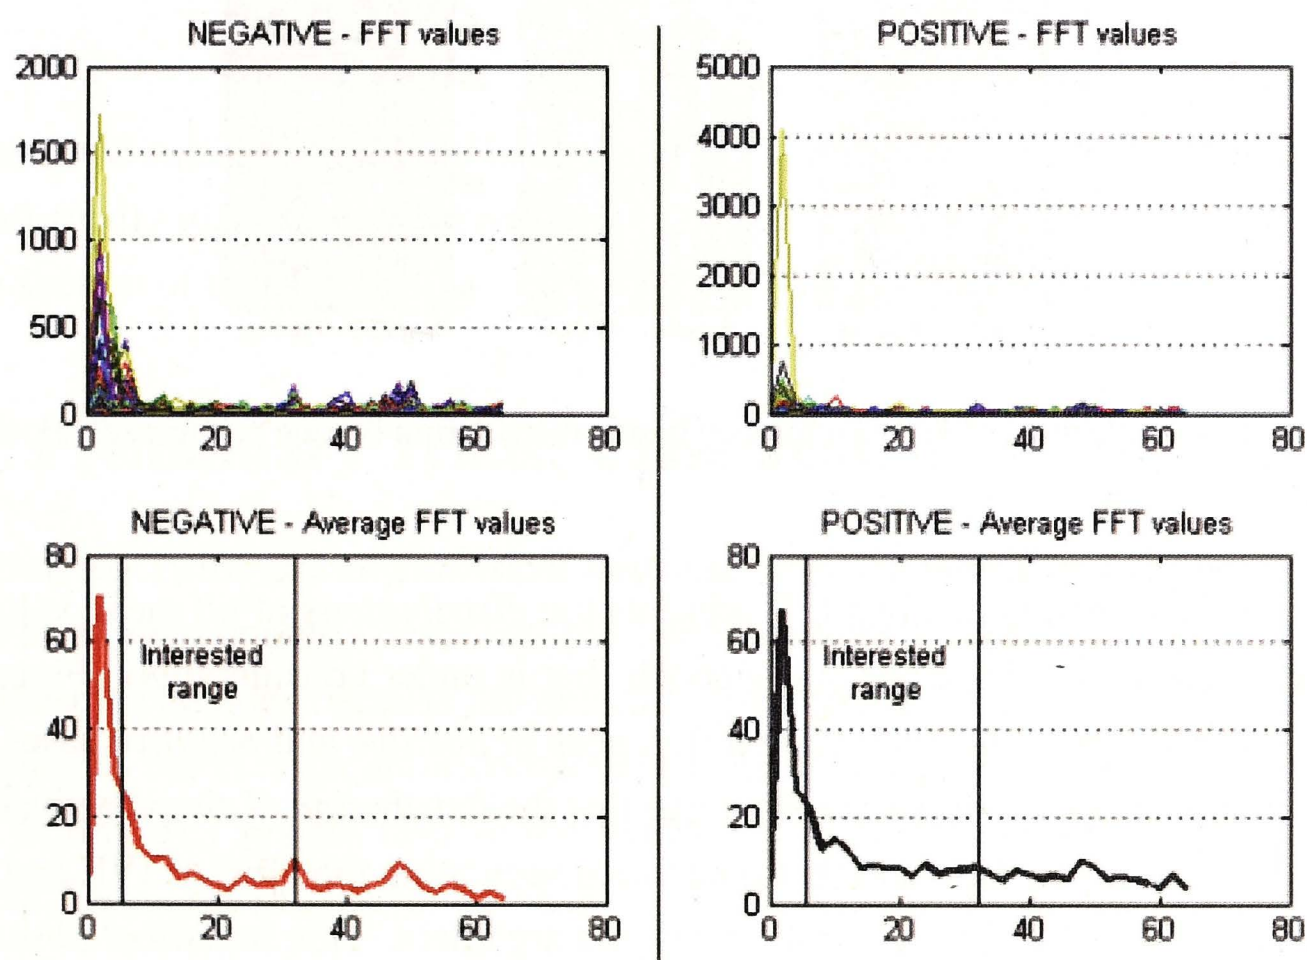 NEGATIVE - FFT values
2000
1500
1000
500
0
0 20 40 60 80
POSITIVE - FFT values
5000
4000
3000
2000
1000
0
0 20 40 60 80
NEGATIVE - Average FFT values
80
60
40
20
0
Interested
range
0 20 40 60 80
POSITIVE - Average FFT values
80
60
40
20
0
Interested
range
0 20 40 60 80